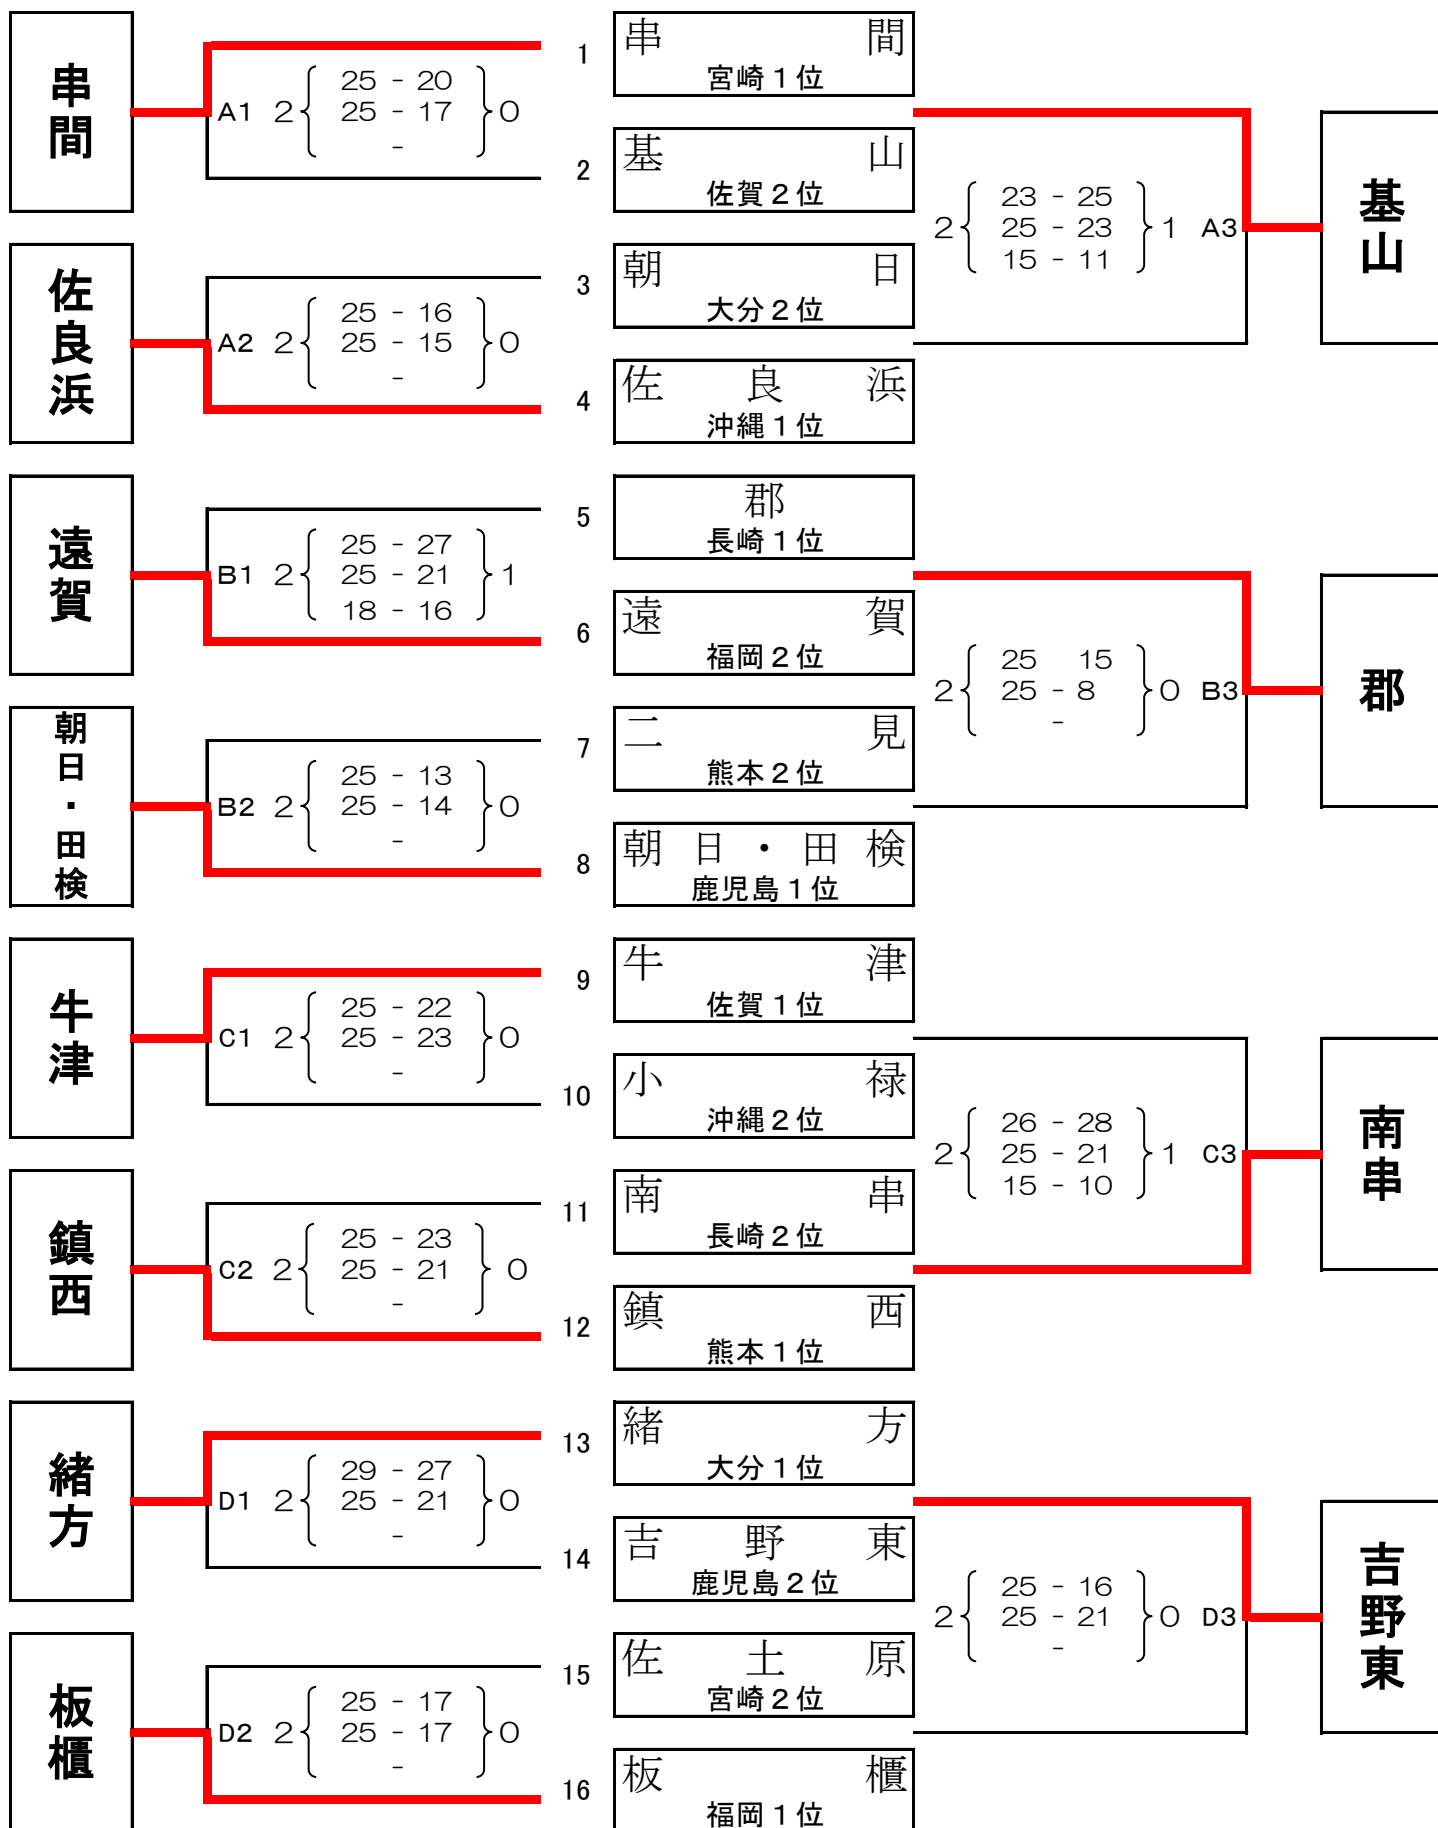 串間
A1 2 25 - 20 0
25 - 17
-
1 串間
宮崎1位
2 基山
佐賀2位
佐良浜
A2 2 25 - 16 0
25 - 15
-
3 朝日
大分2位
4 佐良浜
沖縄1位
2 23 - 25 1 A3
25 - 23
15 - 11
基山
遠賀
B1 2 25 - 27 1
25 - 21
18 - 16
5 郡
長崎1位
6 遠賀
福岡2位
朝日・田検
B2 2 25 - 13 0
25 - 14
-
7 二見
熊本2位
8 朝日・田検
鹿児島1位
2 25 15 0 B3
25 - 8
-
郡
牛津
C1 2 25 - 22 0
25 - 23
-
9 牛津
佐賀1位
10 小禄
沖縄2位
鎮西
C2 2 25 - 23 0
25 - 21
-
11 南串
長崎2位
12 鎮西
熊本1位
2 26 - 28 1 C3
25 - 21
15 - 10
南串
緒方
D1 2 29 - 27 0
25 - 21
-
13 緒方
大分1位
14 吉野東
鹿児島2位
板櫃
D2 2 25 - 17 0
25 - 17
-
15 佐土原
宮崎2位
16 板櫃
福岡1位
2 25 - 16 0 D3
25 - 21
-
吉野東